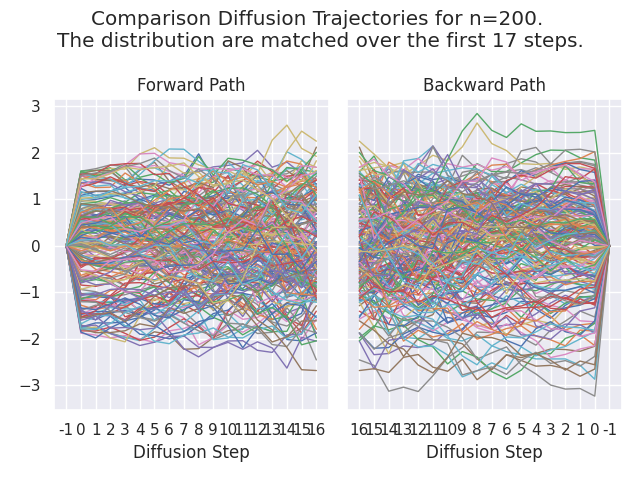 Comparison Diffusion Trajectories for n=200.
The distribution are matched over the first 17 steps.
Forward Path
Backward Path
3
2
1
0
−1
−2
−3
-1 0 1 2 3 4 5 6 7 8 9 10 11 12 13 14 15 16
16 15 14 13 12 11 10 9 8 7 6 5 4 3 2 1 0 -1
Diffusion Step
Diffusion Step